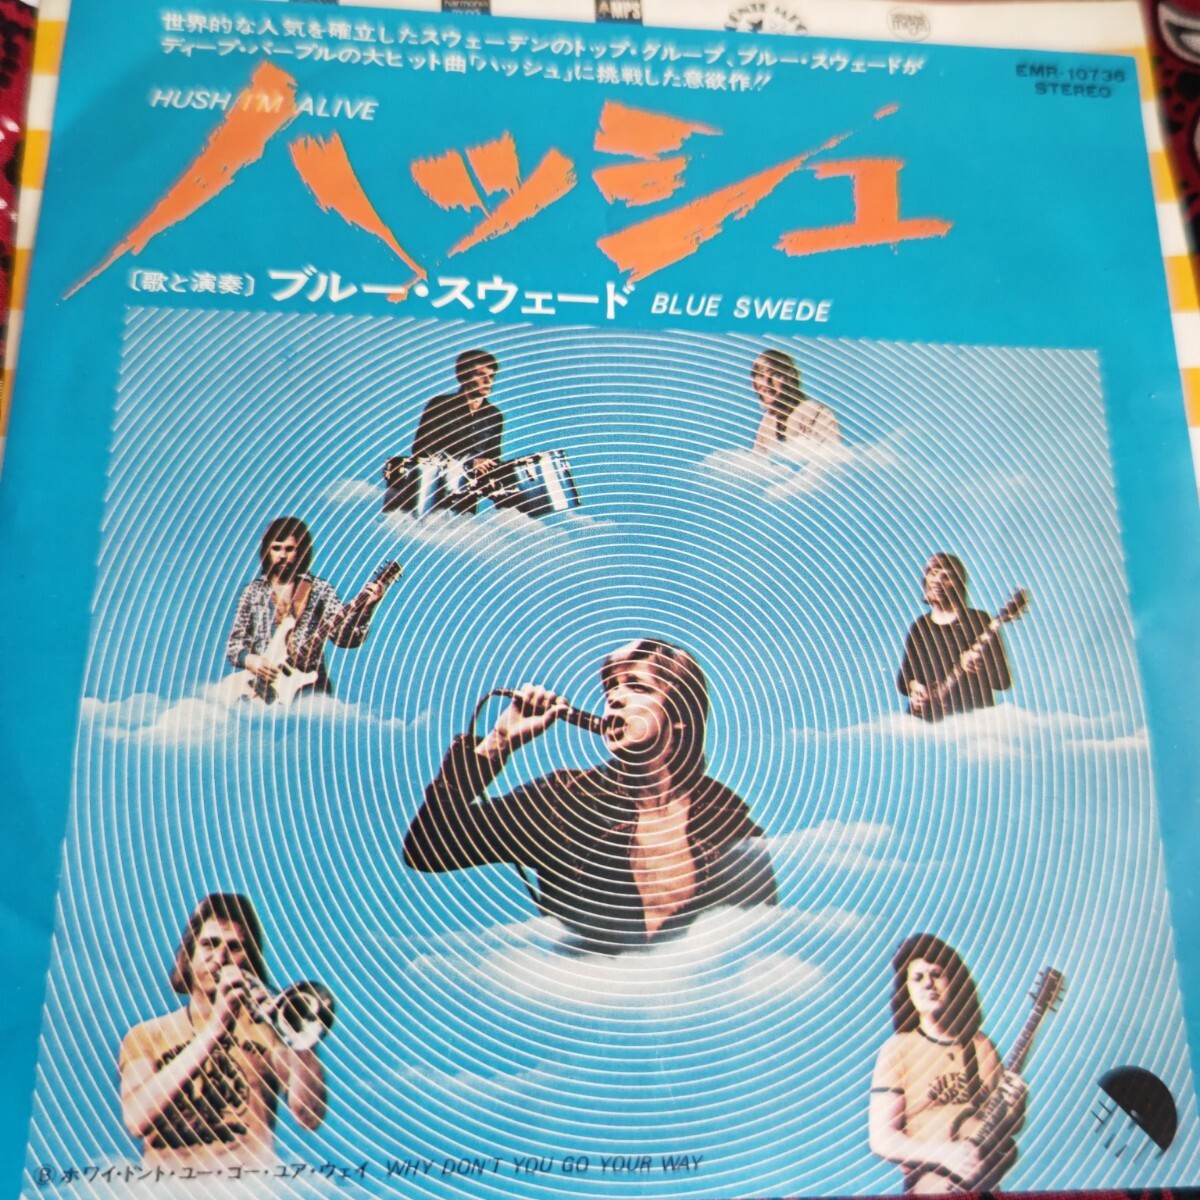 世界的な人気を確立したスウェーデンのトップ・グループ、ブルー・スウェードが
ディープ・パープルの大ヒット曲「ハッシュ」に挑戦した意欲作!!
EMR-10736
STEREO
HUSH/I'M ALIVE
ハッシュ
〔歌と演奏〕ブルー・スウェード BLUE SWEDE
Ⓑ ホワイ・ドント・ユー・ゴー・ユア・ウェイ WHY DON'T YOU GO YOUR WAY